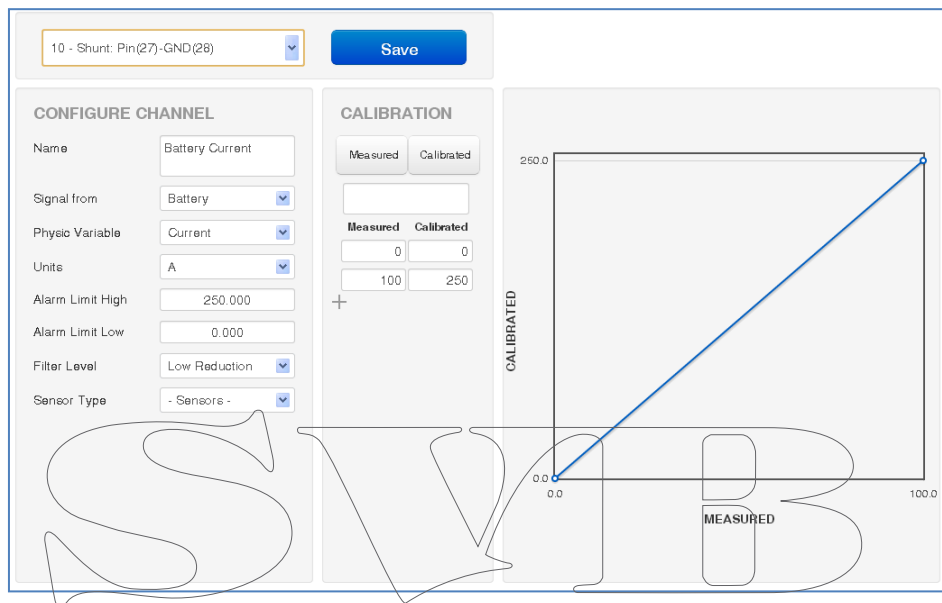 10 - Shunt: Pin(27)-GND(28)
Save
CONFIGURE CHANNEL
Name
Battery Current
Signal from
Battery
Physic Variable
Current
Units
A
Alarm Limit High
250.000
Alarm Limit Low
0.000
Filter Level
Low Reduction
Sensor Type
- Sensors -
CALIBRATION
Measured Calibrated
Measured Calibrated
0 0
100 250
+
250.0
CALIBRATED
0.0
0.0 100.0
MEASURED
SVB